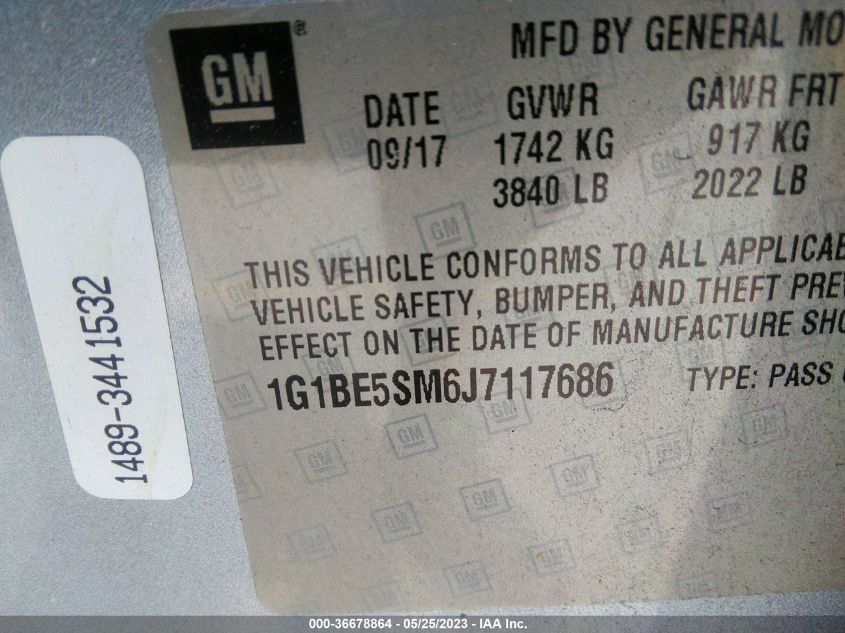 GM ®
MFD BY GENERAL MO
DATE GVWR GAWR FRT
09/17 1742 KG 917 KG
3840 LB 2022 LB
THIS VEHICLE CONFORMS TO ALL APPLICAB
VEHICLE SAFETY, BUMPER, AND THEFT PREV
EFFECT ON THE DATE OF MANUFACTURE SHO
1G1BE5SM6J7117686 TYPE: PASS
1489-3441532
000-36678864 / 05/25/2023 - IAA Inc.